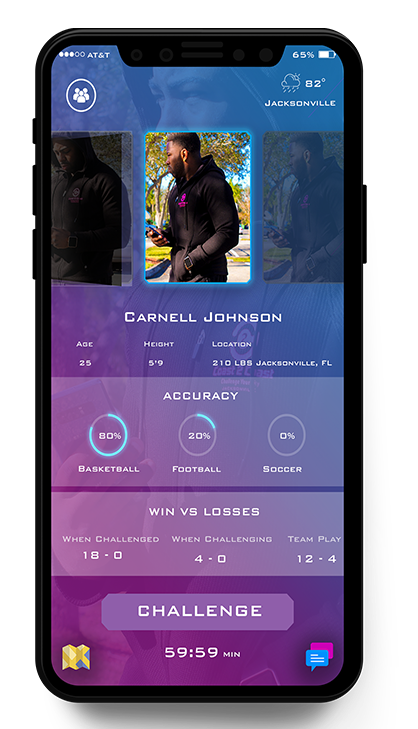 AT&T 65%
82°
Jacksonville
Carnell Johnson
Age Height Location
25 5'9 210 LBS Jacksonville, FL
ACCURACY
80% 20% 0%
Basketball Football Soccer
WIN VS LOSSES
When Challenged When Challenging Team Play
18 - 0 4 - 0 12 - 4
CHALLENGE
59:59 MIN